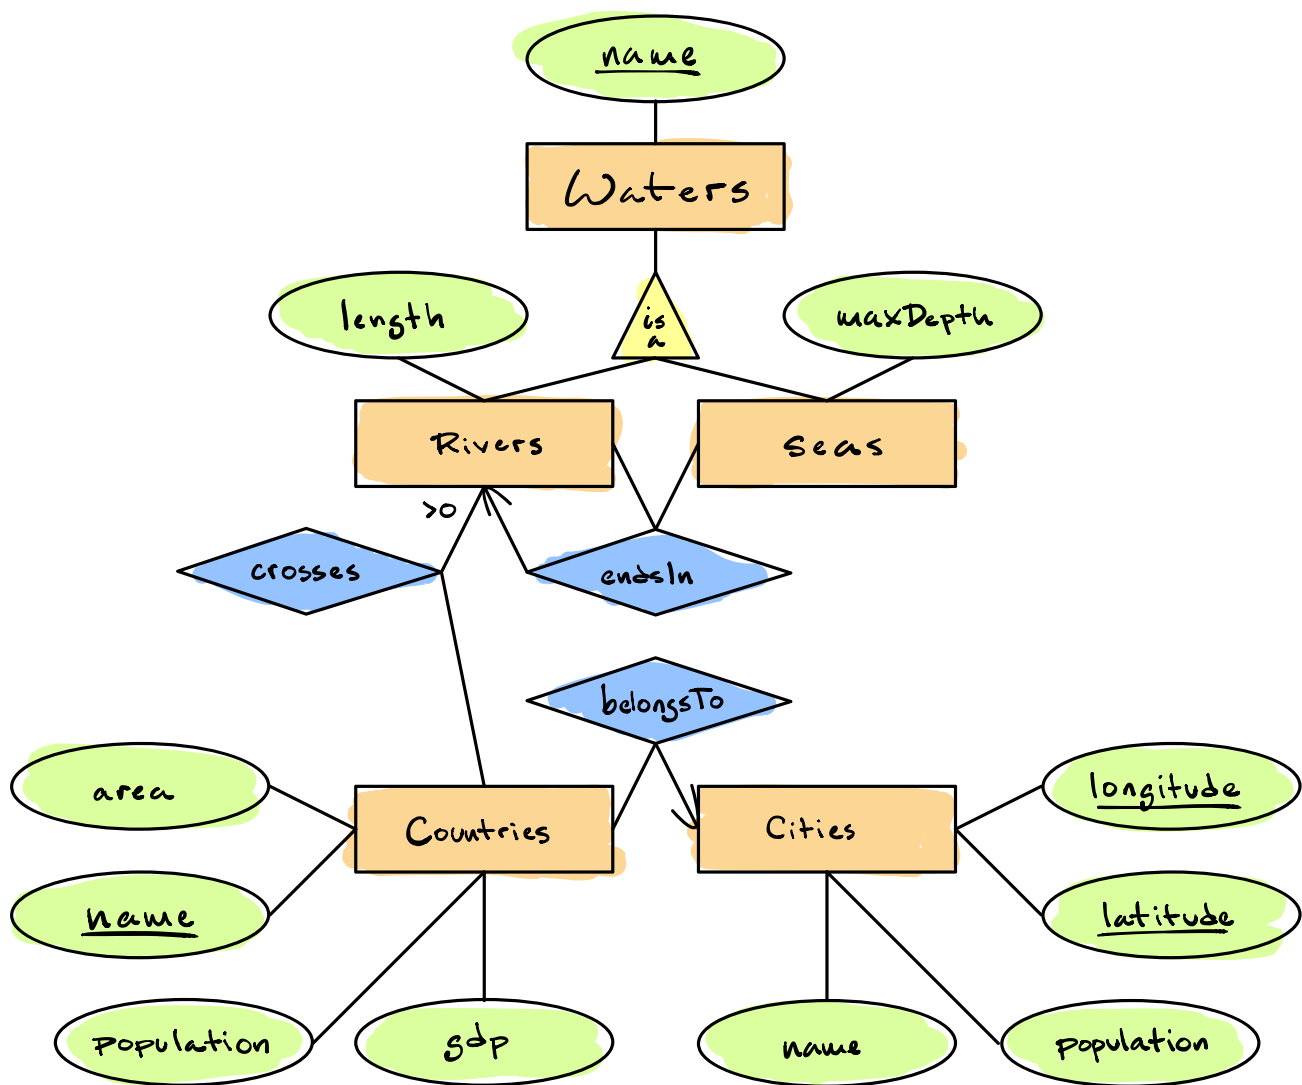 name
Waters
length
is
a
maxDepth
Rivers
Seas
>0
crosses
endsIn
belongsTo
area
Countries
Cities
longitude
name
latitude
population
gdp
name
population